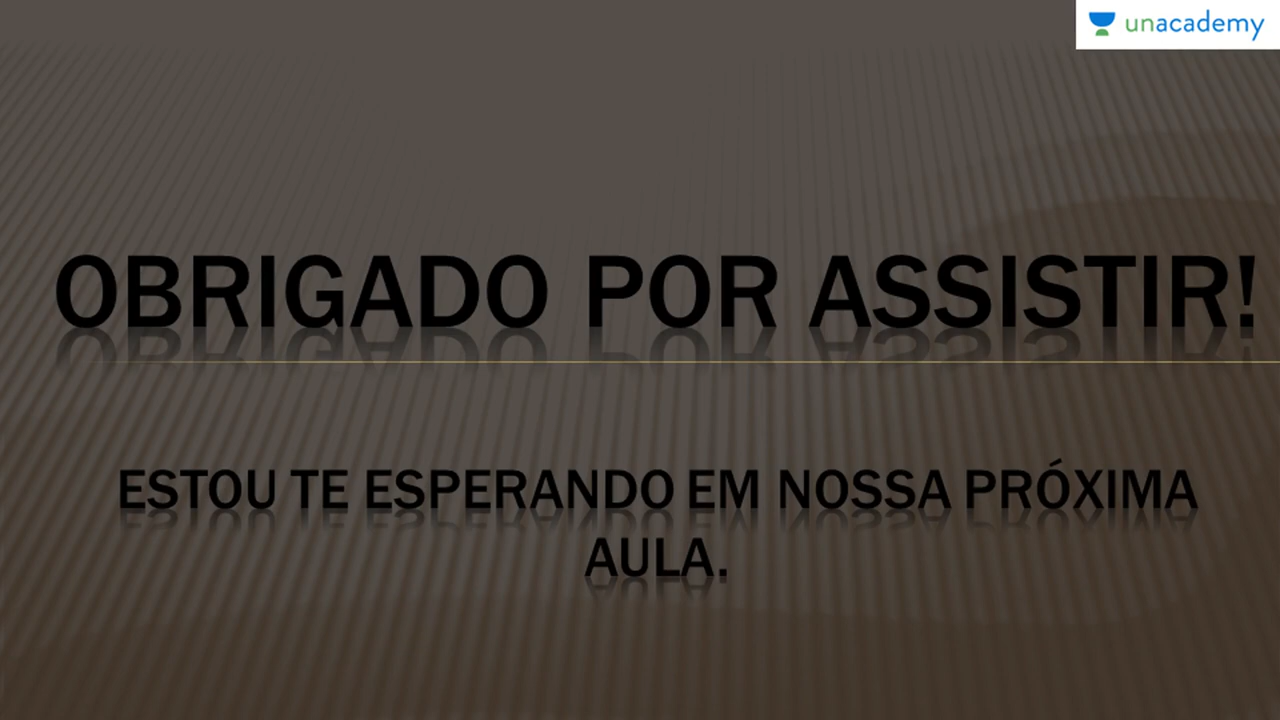 unacademy
OBRIGADO POR ASSISTIR!
ESTOU TE ESPERANDO EM NOSSA PRÓXIMA
AULA.